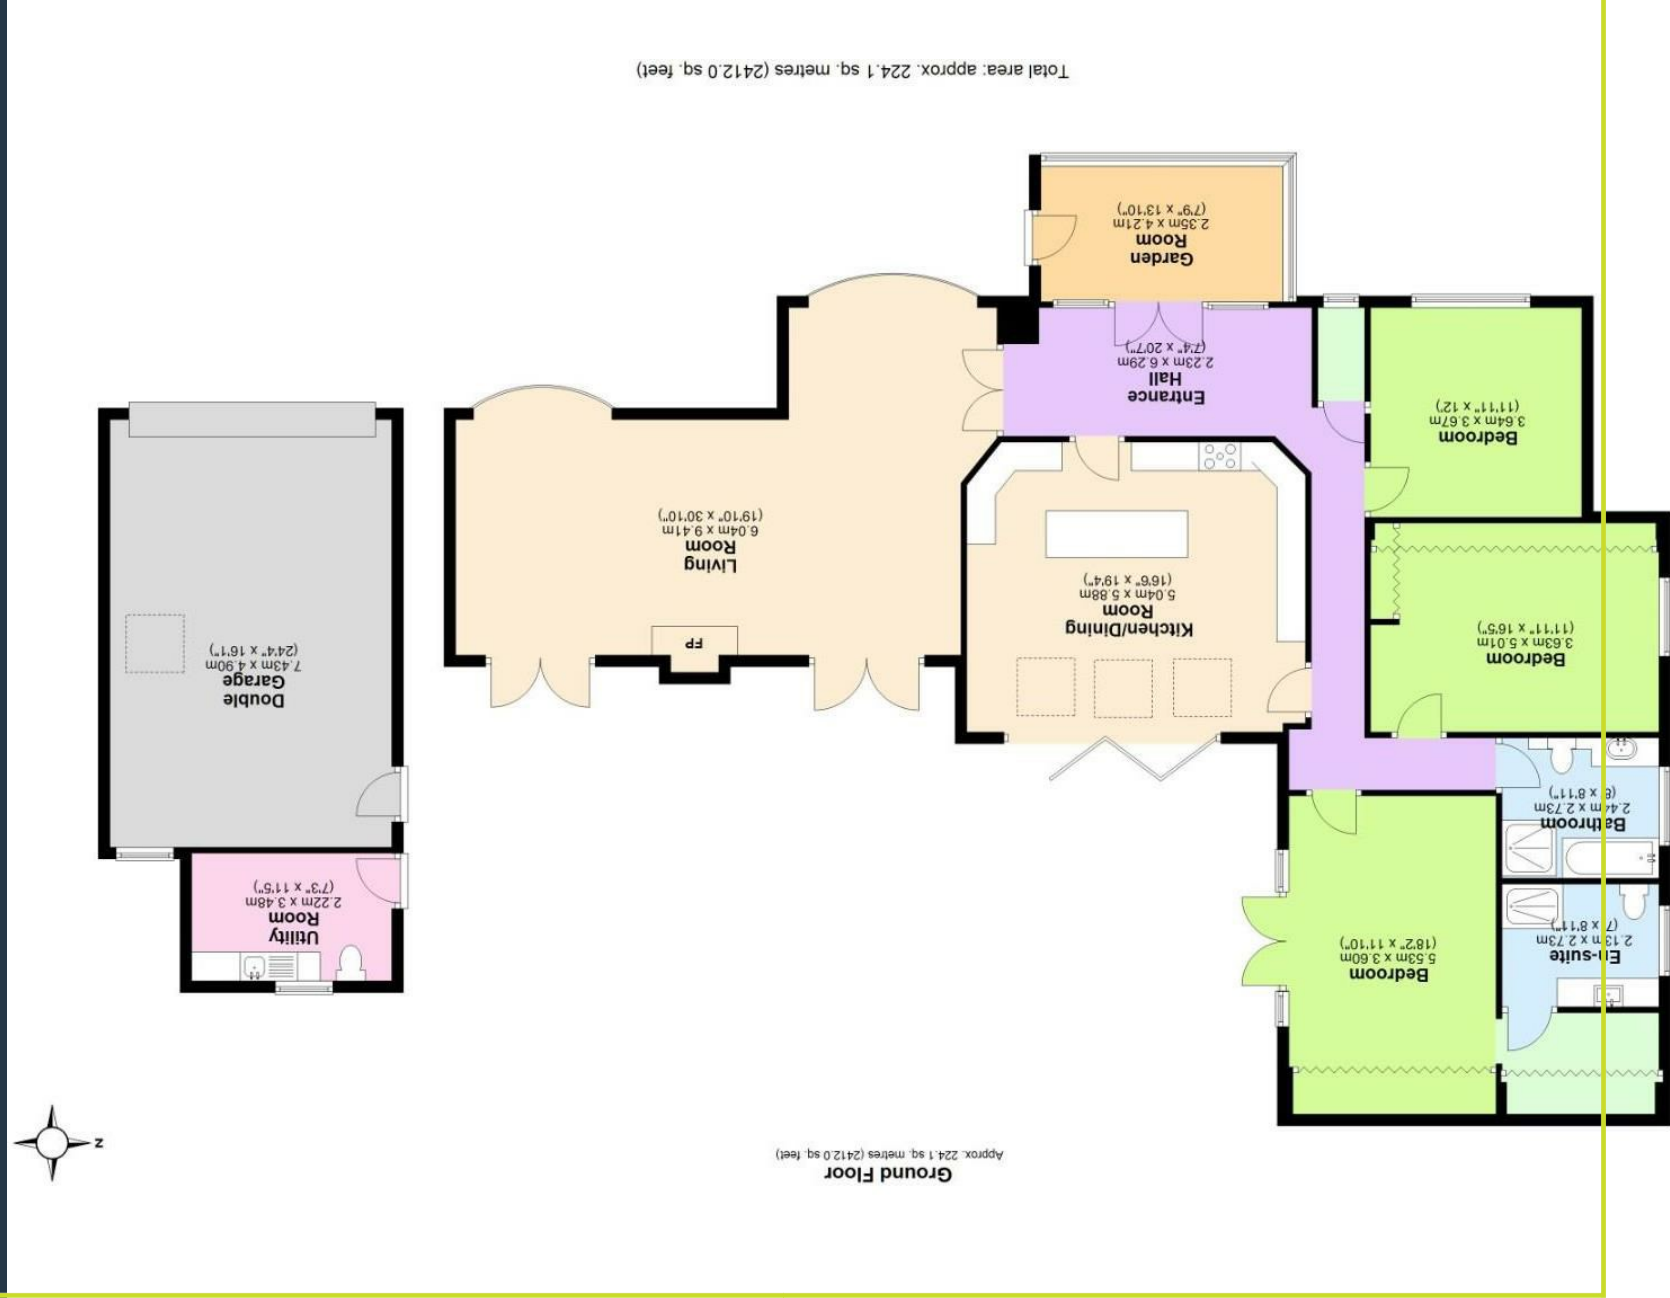 Ground Floor
Approx. 224.1 sq. metres (2412.0 sq. feet)
Z
En-suite
2.13m x 2.73m
(7' x 8'11")
Bedroom
5.53m x 3.60m
(18'2" x 11'10")
Utility
Room
2.22m x 3.48m
(7'3" x 11'5")
Bathroom
2.44m x 2.73m
(8' x 8'11")
Double
Garage
7.43m x 4.90m
(24'4" x 16'1")
Bedroom
3.63m x 5.01m
(11'11" x 16'5")
FP
Kitchen/Dining
Room
5.04m x 5.88m
(16'6" x 19'4")
Living
Room
6.04m x 9.41m
(19'10" x 30'10")
Bedroom
3.64m x 3.67m
(11'11" x 12')
Entrance
Hall
2.23m x 6.29m
(7'4" x 20'7")
Garden
Room
2.35m x 4.21m
(7'9" x 13'10")
Total area: approx. 224.1 sq. metres (2412.0 sq. feet)